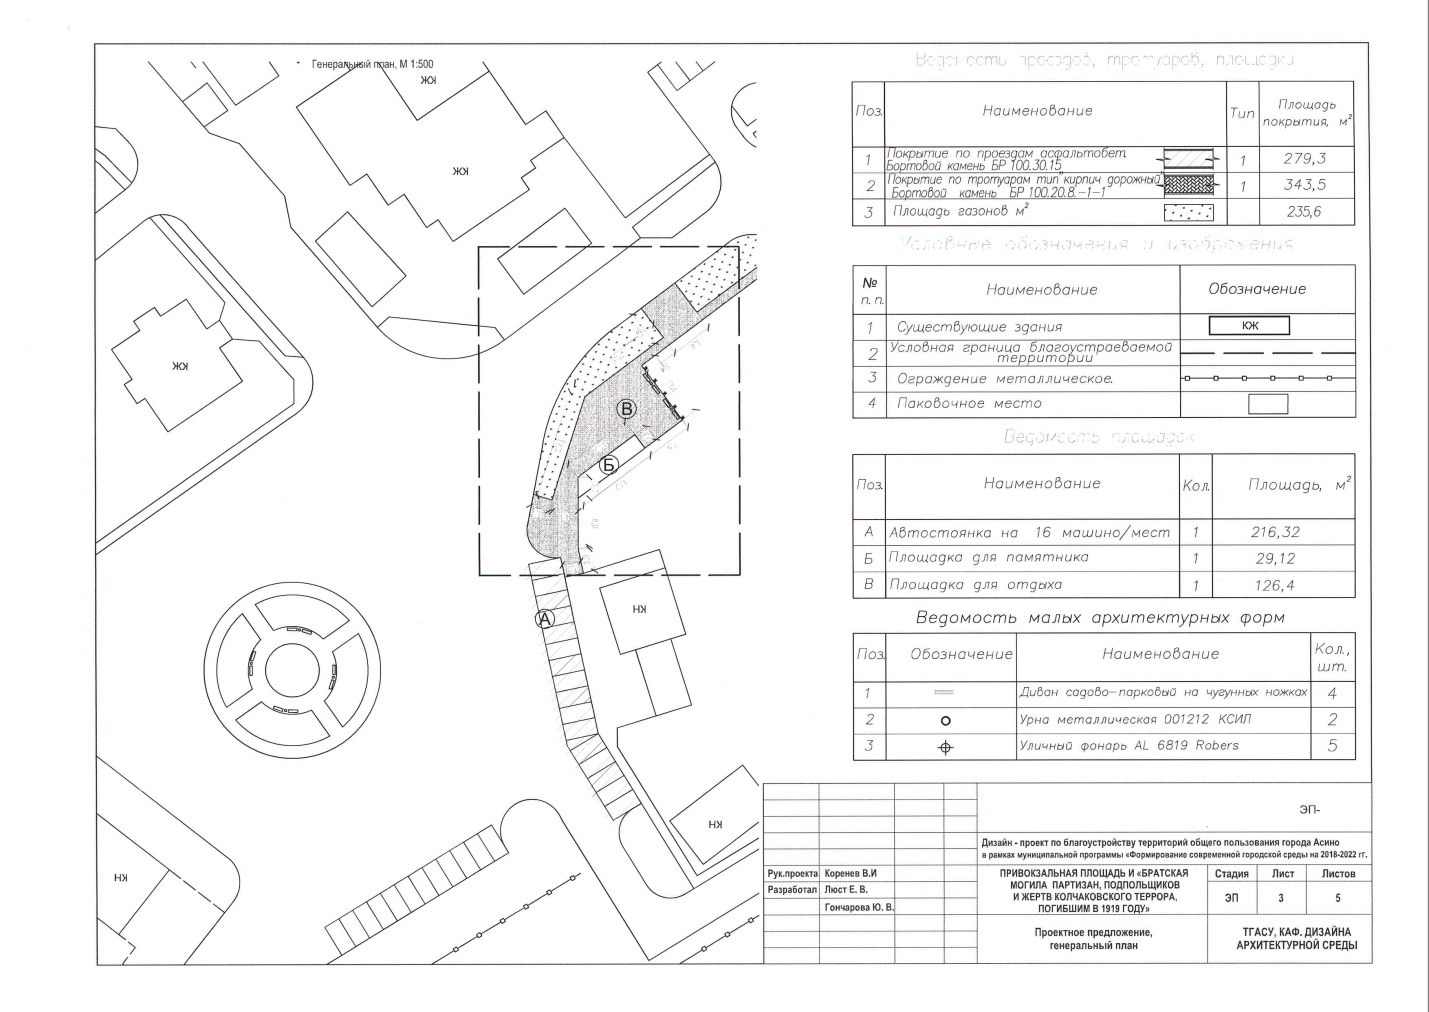 Генеральный план, М 1:500
КЖ
КЖ
КЖ
В
Б
А
КН
КН
КН
Ведомость проездов, тротуаров, площадки
Поз. Наименование Тип Площадь покрытия, м²
1 Покрытие по проездам асфальтобет. Бортовой камень БР 100.30.15 1 279,3
2 Покрытие по тротуарам тип"кирпич дорожный" Бортовой камень БР 100.20.8.-1-1 1 343,5
3 Площадь газонов м² 235,6
Условные обозначения и изображения
№ п. п. Наименование Обозначение
1 Существующие здания КЖ
2 Условная граница благоустраеваемой территории
3 Ограждение металлическое.
4 Паковочное место
Ведомость площадок
Поз. Наименование Кол. Площадь, м²
А Автостоянка на 16 машино/мест 1 216,32
Б Площадка для памятника 1 29,12
В Площадка для отдыха 1 126,4
Ведомость малых архитектурных форм
Поз. Обозначение Наименование Кол., шт.
1 Диван садово-парковый на чугунных ножках 4
2 Урна металлическая 001212 КСИЛ 2
3 Уличный фонарь AL 6819 Robers 5
ЭП-
Дизайн - проект по благоустройству территорий общего пользования города Асино
в рамках муниципальной программы «Формирование современной городской среды на 2018-2022 гг.
Рук.проекта Коренев В.И
Разработал Люст Е. В.
Гончарова Ю. В.
ПРИВОКЗАЛЬНАЯ ПЛОЩАДЬ И «БРАТСКАЯ
МОГИЛА ПАРТИЗАН, ПОДПОЛЬЩИКОВ
И ЖЕРТВ КОЛЧАКОВСКОГО ТЕРРОРА,
ПОГИБШИМ В 1919 ГОДУ»
Стадия Лист Листов
ЭП 3 5
Проектное предложение,
генеральный план
ТГАСУ, КАФ. ДИЗАЙНА
АРХИТЕКТУРНОЙ СРЕДЫ